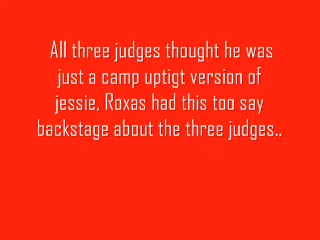 All three judges thought he was
just a camp uptigt version of
jessie, Roxas had this too say
backstage about the three judges..